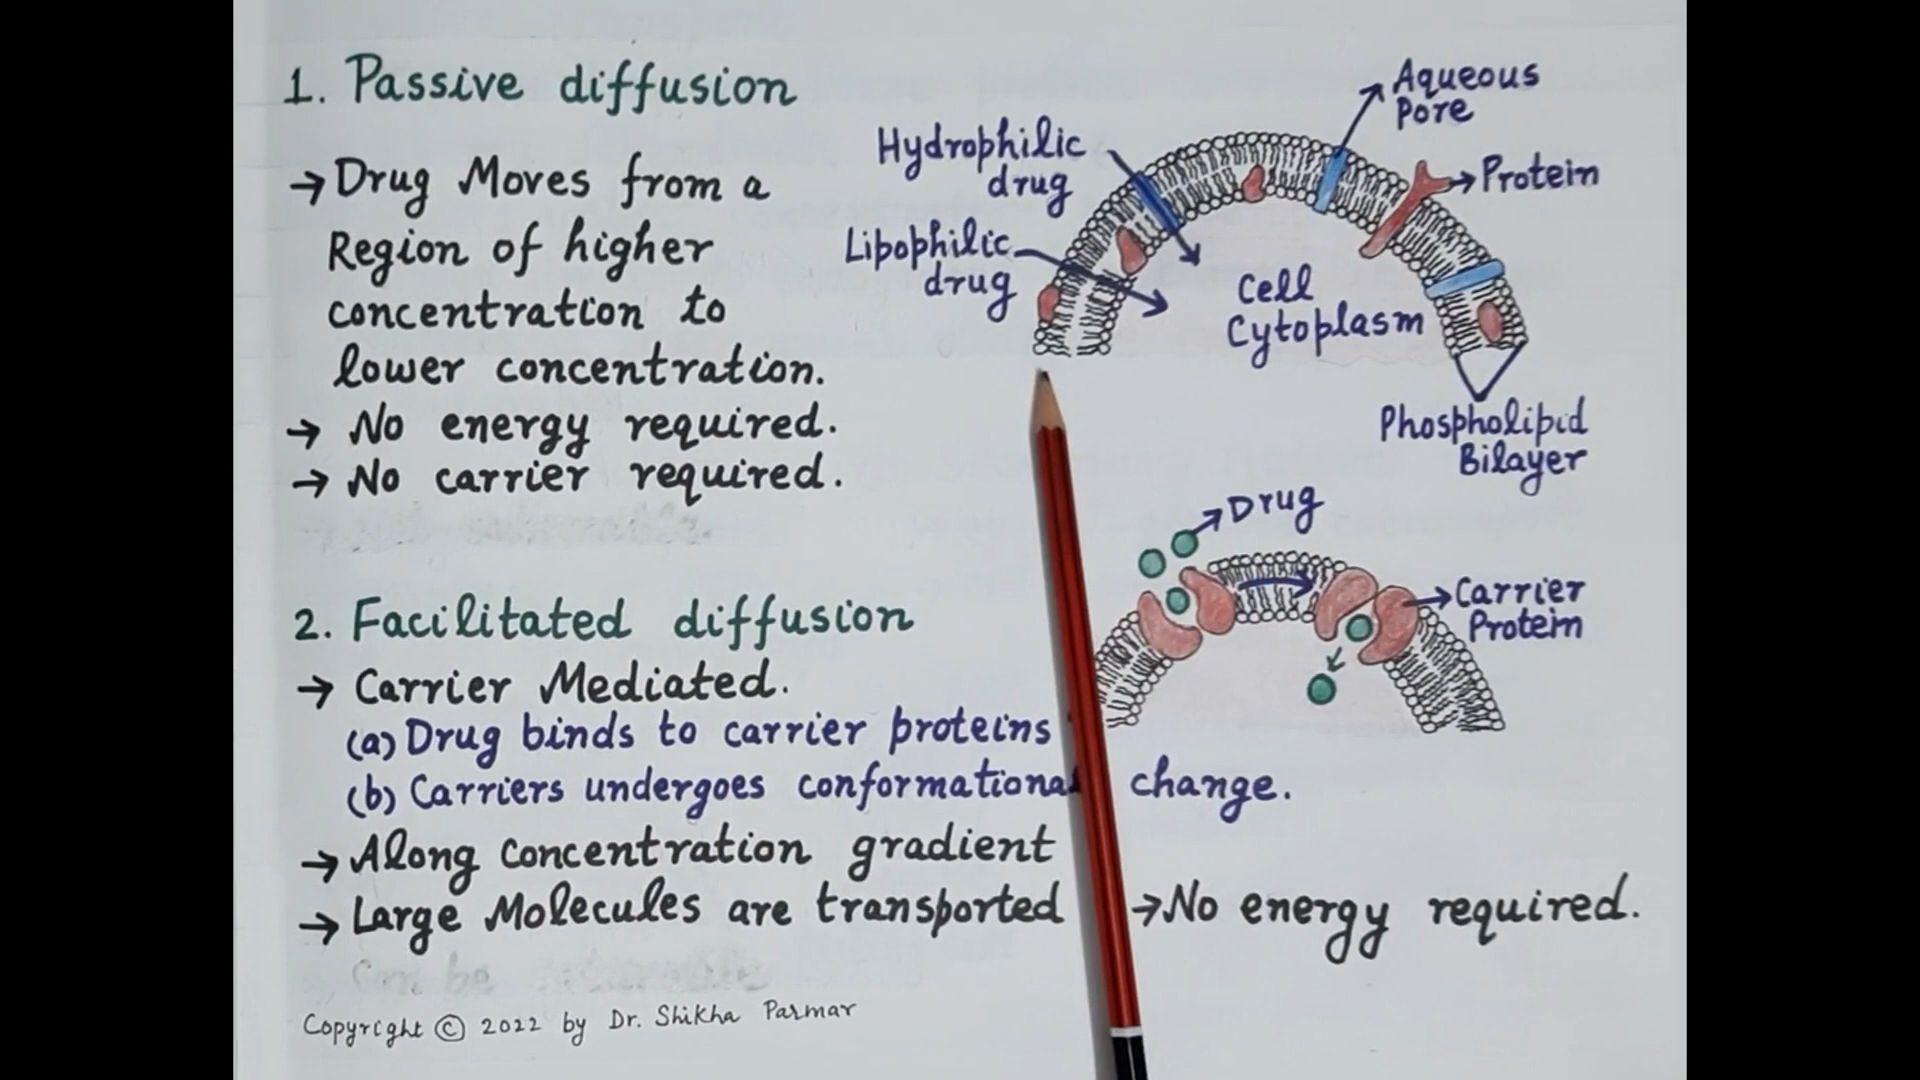 1. Passive diffusion
→ Drug Moves from a
Region of higher
concentration to
lower concentration.
→ No energy required.
→ No carrier required.
Aqueous
Pore
Hydrophilic
drug
Protein
Lipophilic
drug
Cell
Cytoplasm
Phospholipid
Bilayer
2. Facilitated diffusion
→ Carrier Mediated.
(a) Drug binds to carrier proteins
(b) Carriers undergoes conformational change.
→ Along concentration gradient
→ Large Molecules are transported → No energy required.
Drug
Carrier
Protein
Can be
Copyright © 2022 by Dr. Shikha Parmar